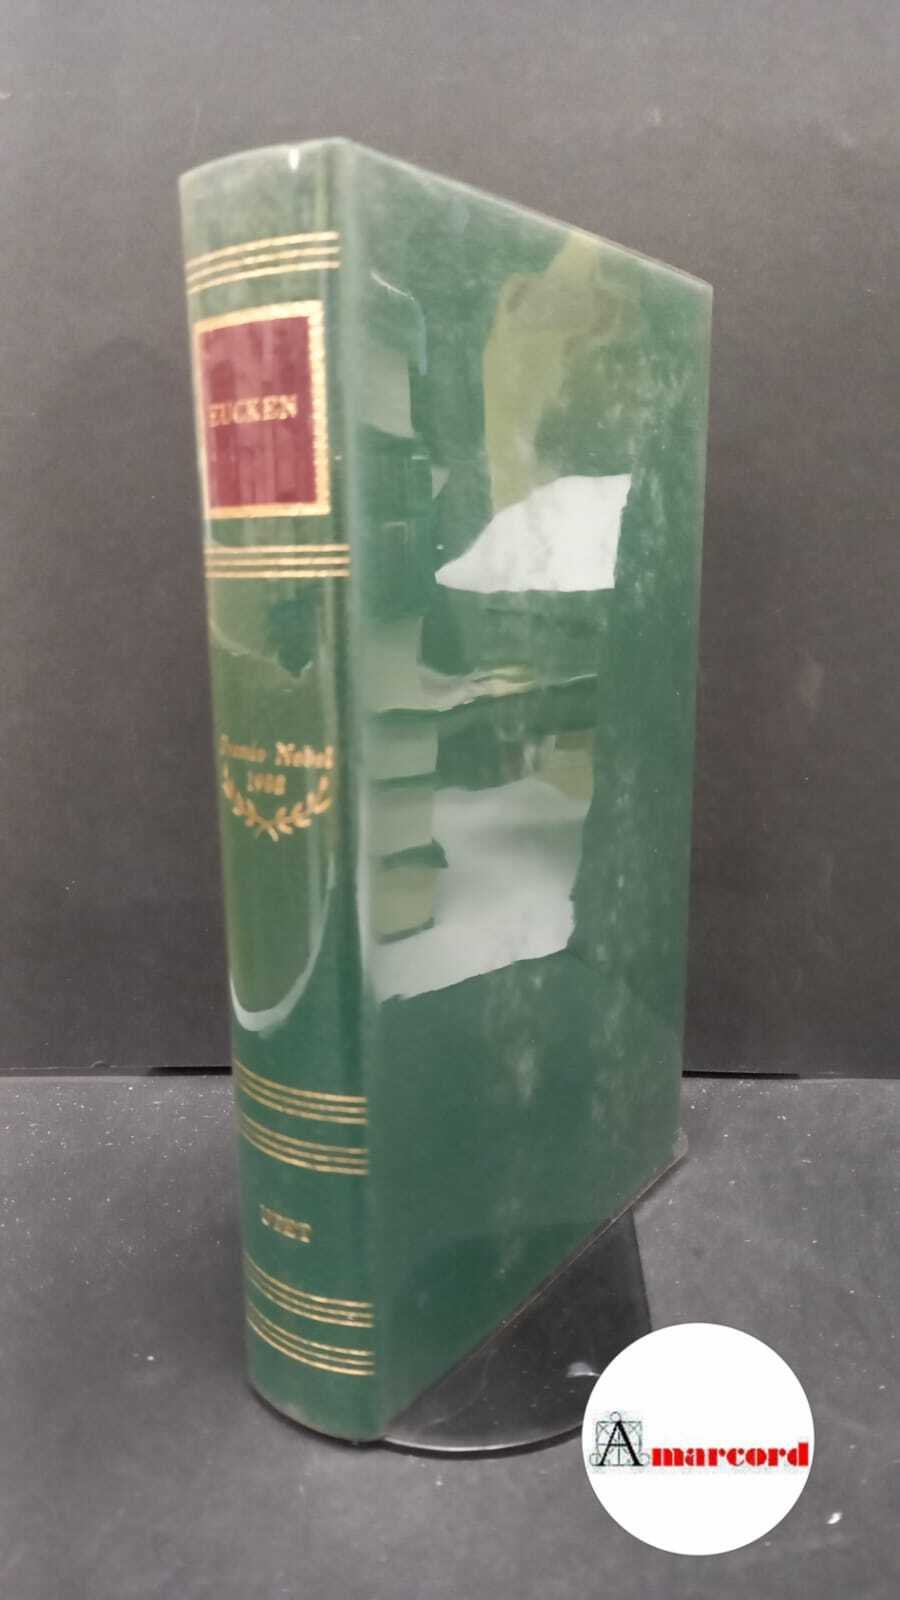 EUCKEN
Premio Nobel
1908
UTET
Amarcord